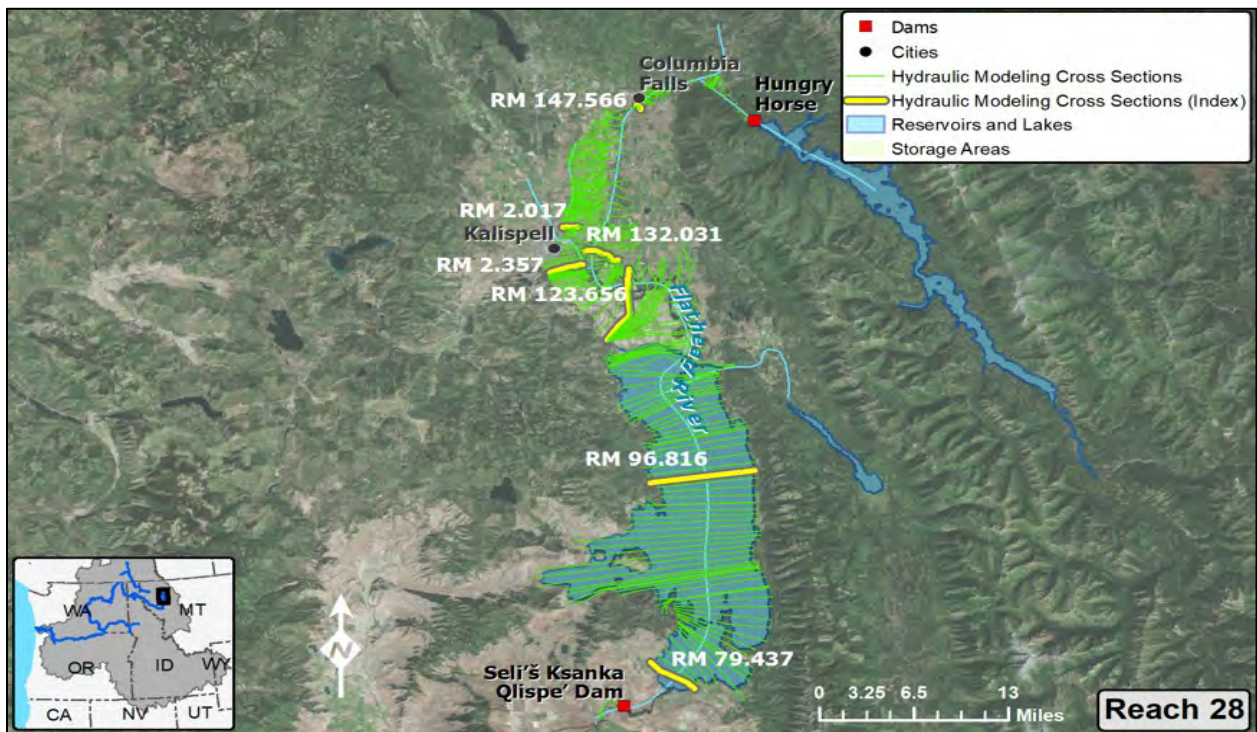 Dams
Cities
Hydraulic Modeling Cross Sections
Hydraulic Modeling Cross Sections (Index)
Reservoirs and Lakes
Storage Areas
Columbia
Falls
Hungry
Horse
RM 147.566
RM 2.017
Kalispell
RM 132.031
RM 2.357
RM 123.656
Flathead River
RM 96.816
RM 79.437
Seli’š Ksanka
Qlispe’ Dam
N
0 3.25 6.5 13
Miles
Reach 28
WA
MT
OR
ID
WY
CA
NV
UT